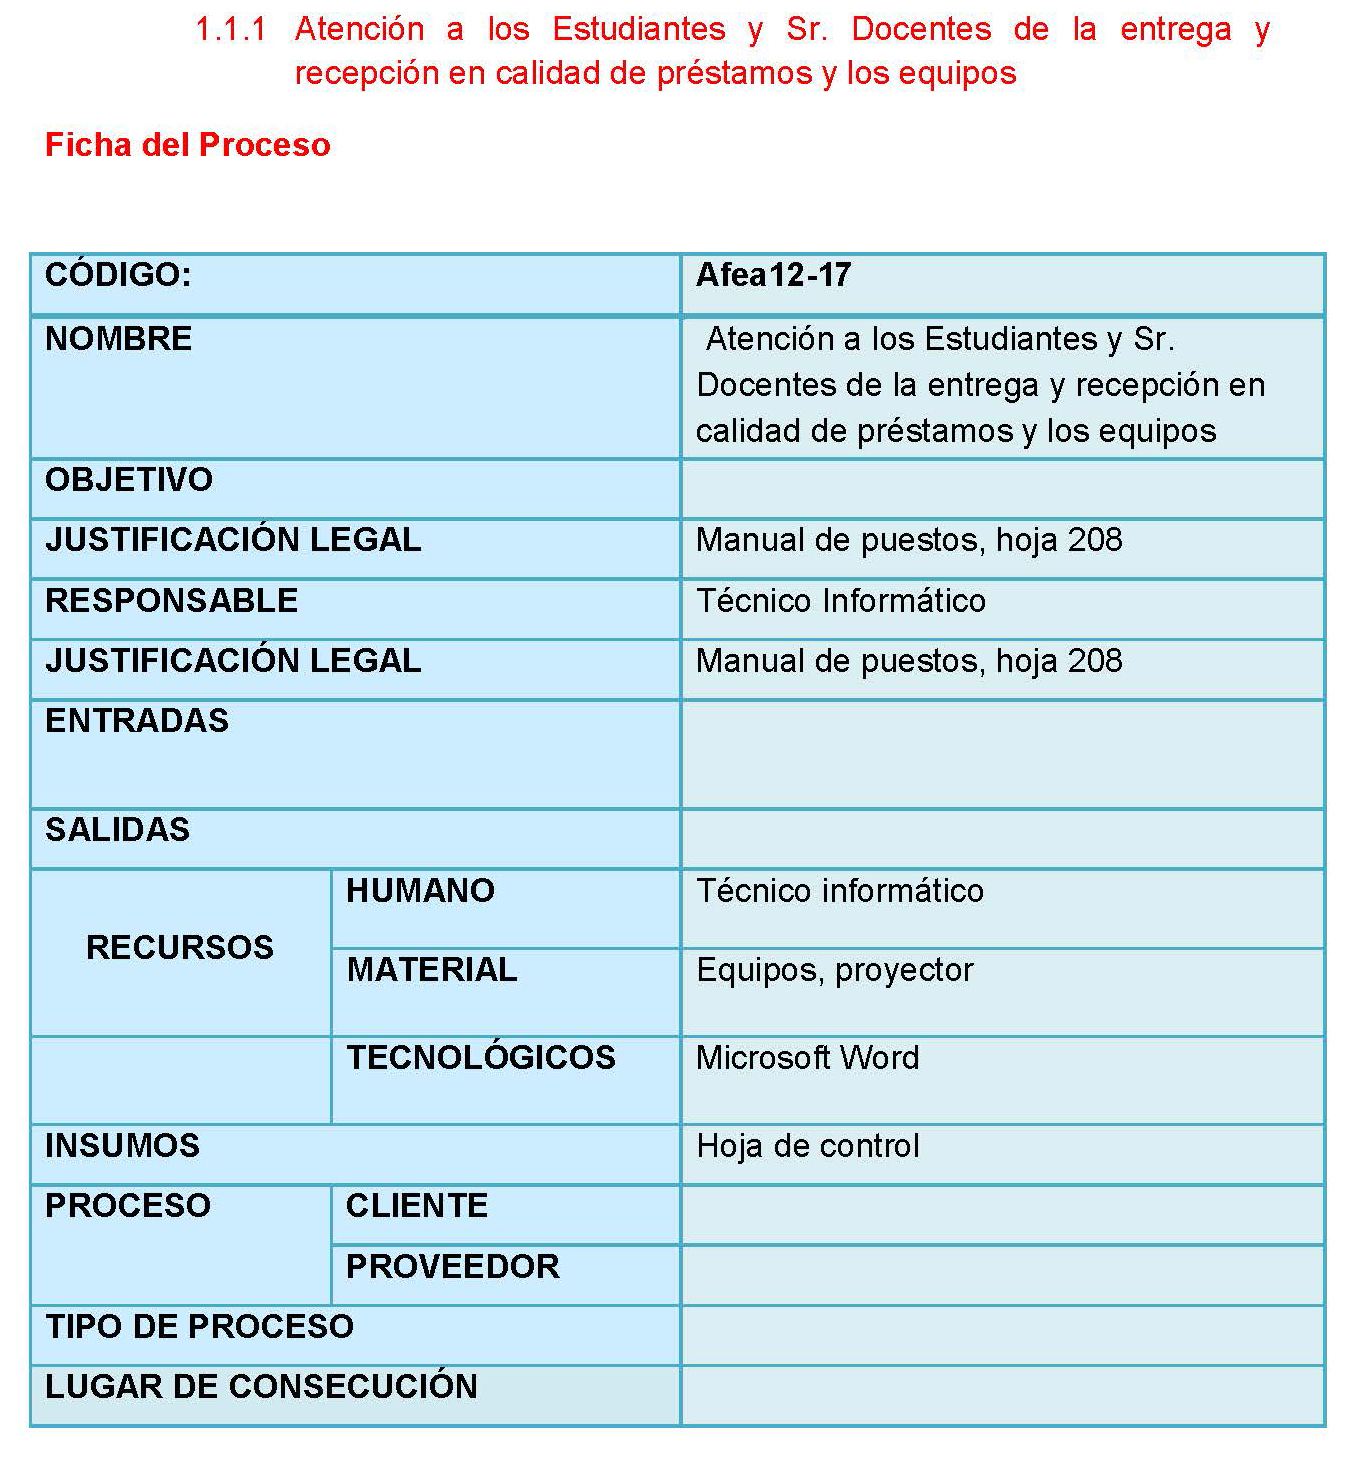 1.1.1 Atención a los Estudiantes y Sr. Docentes de la entrega y
recepción en calidad de préstamos y los equipos
Ficha del Proceso
CÓDIGO: Afea12-17
NOMBRE Atención a los Estudiantes y Sr.
Docentes de la entrega y recepción en
calidad de préstamos y los equipos
OBJETIVO
JUSTIFICACIÓN LEGAL Manual de puestos, hoja 208
RESPONSABLE Técnico Informático
JUSTIFICACIÓN LEGAL Manual de puestos, hoja 208
ENTRADAS
SALIDAS
RECURSOS
HUMANO Técnico informático
MATERIAL Equipos, proyector
TECNOLÓGICOS Microsoft Word
INSUMOS Hoja de control
PROCESO CLIENTE
PROVEEDOR
TIPO DE PROCESO
LUGAR DE CONSECUCIÓN